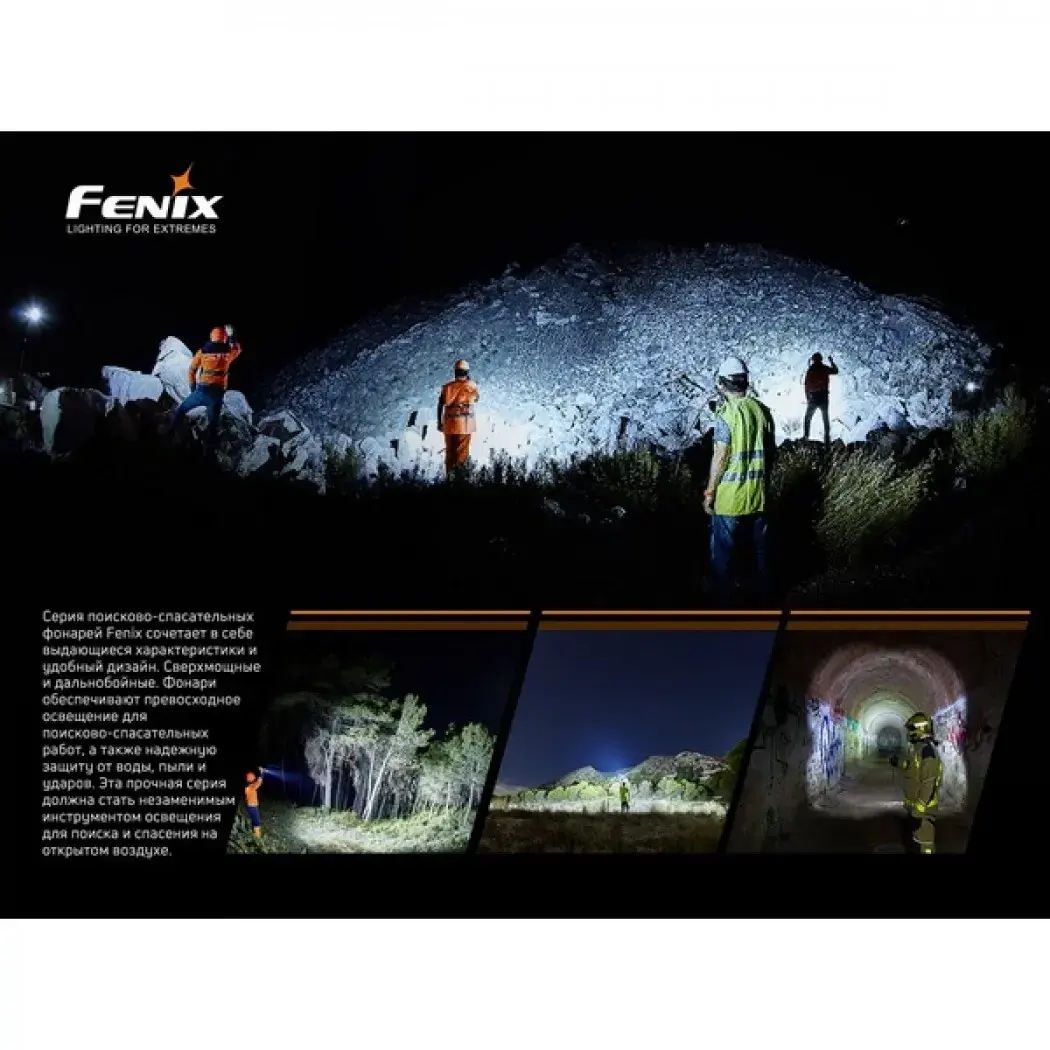 FENIX
LIGHTING FOR EXTREMES
Серия поисково-спасательных
фонарей Fenix сочетает в себе
выдающиеся характеристики и
удобный дизайн. Сверхмощные
и дальнобойные. Фонари
обеспечивают превосходное
освещение для
поисково-спасательных
работ, а также надежную
защиту от воды, пыли и
ударов. Эта прочная серия
должна стать незаменимым
инструментом освещения
для поиска и спасения на
открытом воздухе.